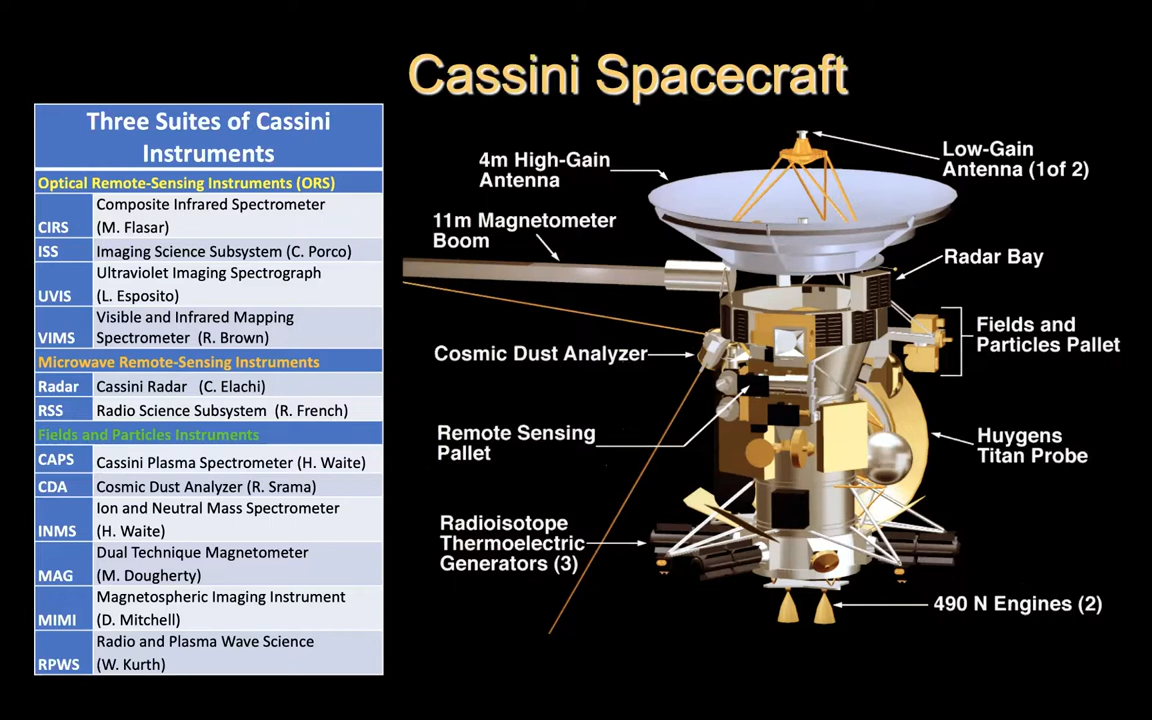 Cassini Spacecraft
Three Suites of Cassini
Instruments
Optical Remote-Sensing Instruments (ORS)
CIRS
Composite Infrared Spectrometer
(M. Flasar)
ISS
Imaging Science Subsystem (C. Porco)
UVIS
Ultraviolet Imaging Spectrograph
(L. Esposito)
VIMS
Visible and Infrared Mapping
Spectrometer (R. Brown)
Microwave Remote-Sensing Instruments
Radar
Cassini Radar (C. Elachi)
RSS
Radio Science Subsystem (R. French)
Fields and Particles Instruments
CAPS
Cassini Plasma Spectrometer (H. Waite)
CDA
Cosmic Dust Analyzer (R. Srama)
INMS
Ion and Neutral Mass Spectrometer
(H. Waite)
MAG
Dual Technique Magnetometer
(M. Dougherty)
MIMI
Magnetospheric Imaging Instrument
(D. Mitchell)
RPWS
Radio and Plasma Wave Science
(W. Kurth)
4m High-Gain
Antenna
11m Magnetometer
Boom
Cosmic Dust Analyzer
Remote Sensing
Pallet
Radioisotope
Thermoelectric
Generators (3)
Low-Gain
Antenna (1of 2)
Radar Bay
Fields and
Particles Pallet
Huygens
Titan Probe
490 N Engines (2)